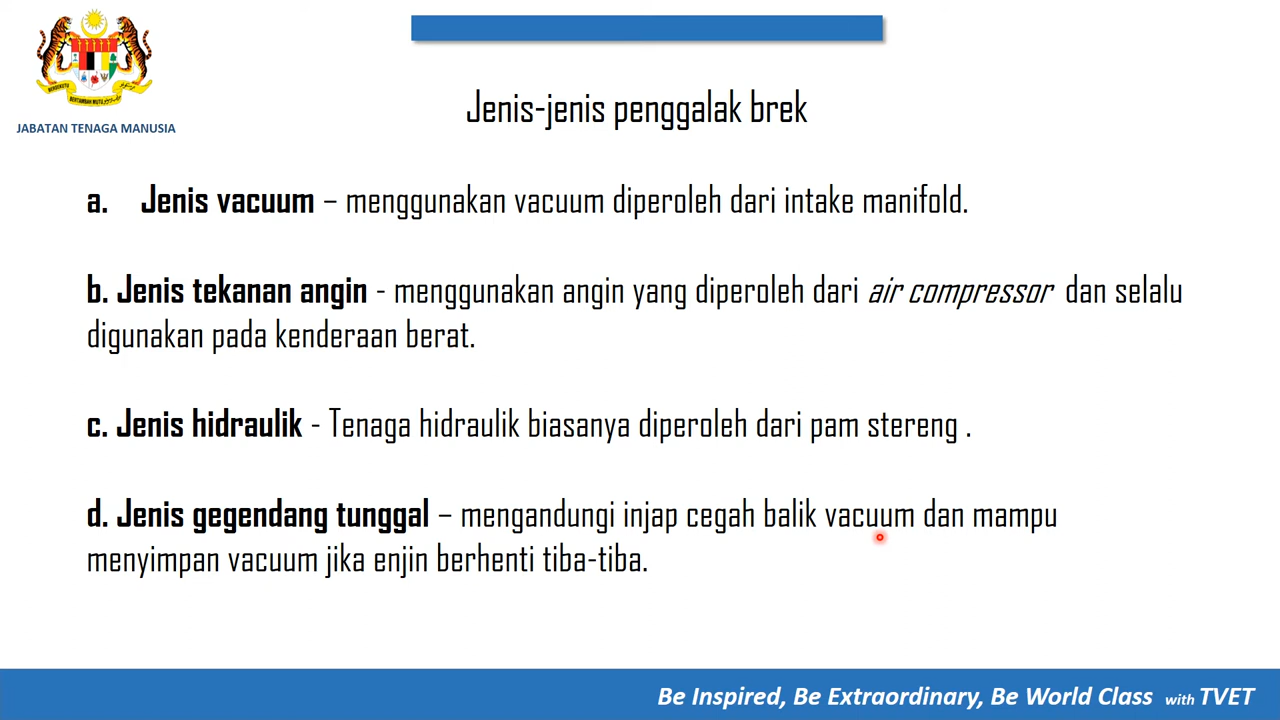 JABATAN TENAGA MANUSIA
Jenis-jenis penggalak brek
a. Jenis vacuum – menggunakan vacuum diperoleh dari intake manifold.
b. Jenis tekanan angin - menggunakan angin yang diperoleh dari air compressor dan selalu
digunakan pada kenderaan berat.
c. Jenis hidraulik - Tenaga hidraulik biasanya diperoleh dari pam stereng .
d. Jenis gegendang tunggal – mengandungi injap cegah balik vacuum dan mampu
menyimpan vacuum jika enjin berhenti tiba-tiba.
Be Inspired, Be Extraordinary, Be World Class with TVET